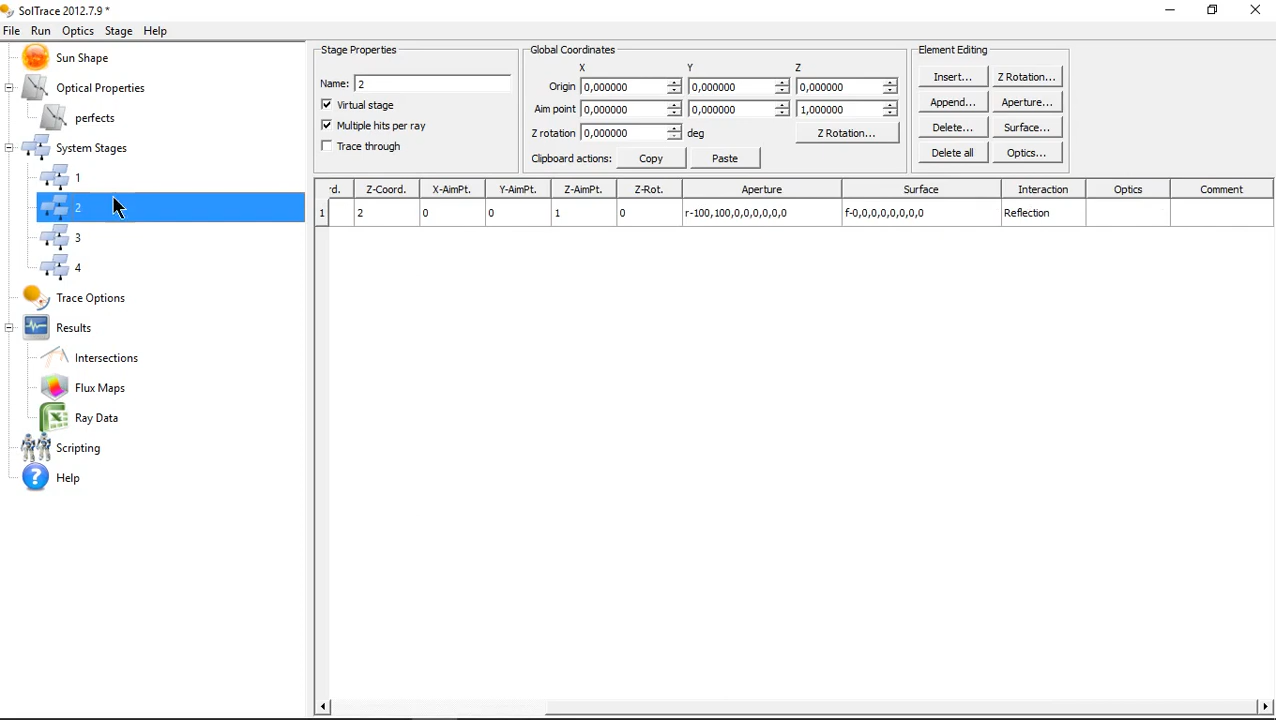 SolTrace 2012.7.9 *
File Run Optics Stage Help
Sun Shape
Optical Properties
perfects
System Stages
1
2
3
4
Trace Options
Results
Intersections
Flux Maps
Ray Data
Scripting
? Help
Stage Properties
Name: 2
Virtual stage
Multiple hits per ray
Trace through
Global Coordinates
X Y Z
Origin 0,000000 0,000000 0,000000
Aim point 0,000000 0,000000 1,000000
Z rotation 0,000000 deg Z Rotation...
Clipboard actions: Copy Paste
Element Editing
Insert... Z Rotation...
Append... Aperture...
Delete... Surface...
Delete all Optics...
'd. Z-Coord. X-AimPt. Y-AimPt. Z-AimPt. Z-Rot. Aperture Surface Interaction Optics Comment
1 2 0 0 1 0 r-100,100,0,0,0,0,0,0 f-0,0,0,0,0,0,0,0 Reflection